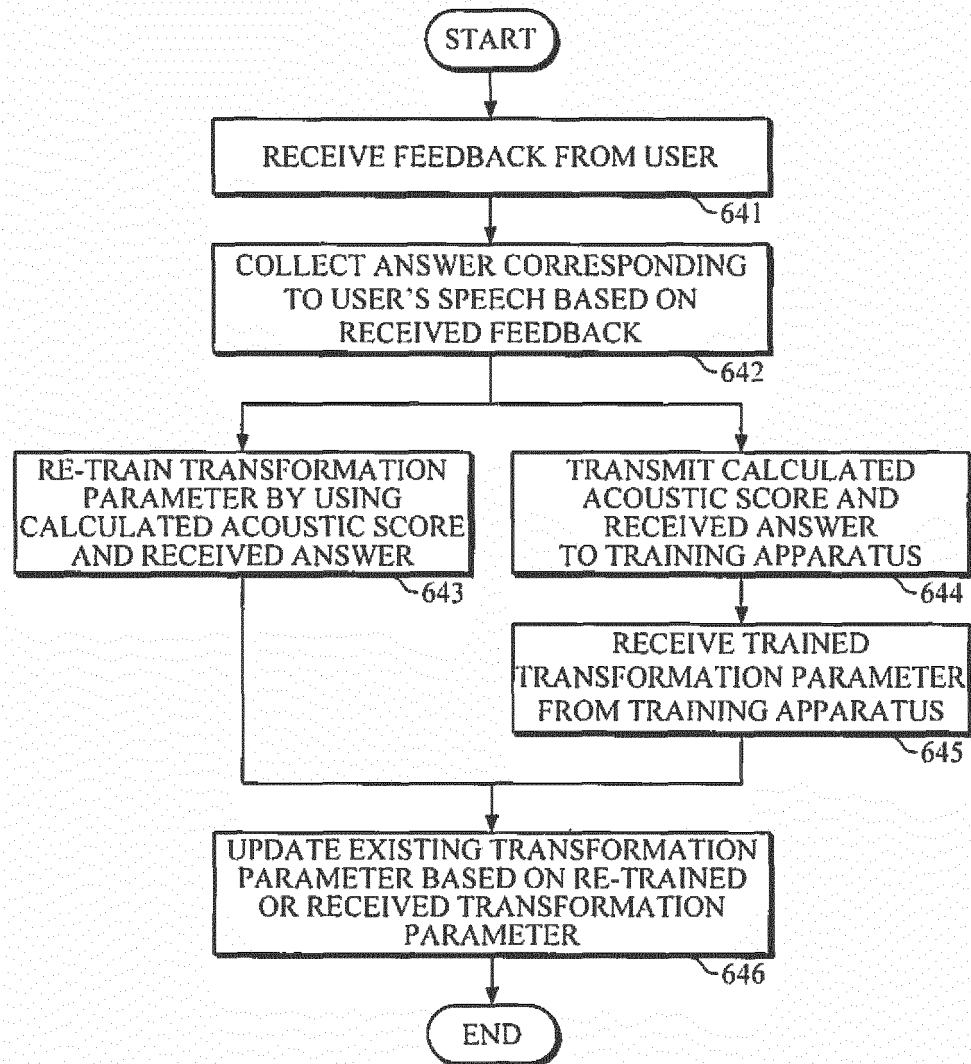 START
RECEIVE FEEDBACK FROM USER
641
COLLECT ANSWER CORRESPONDING
TO USER'S SPEECH BASED ON
RECEIVED FEEDBACK
642
RE-TRAIN TRANSFORMATION
PARAMETER BY USING
CALCULATED ACOUSTIC SCORE
AND RECEIVED ANSWER
643
TRANSMIT CALCULATED
ACOUSTIC SCORE AND
RECEIVED ANSWER
TO TRAINING APPARATUS
644
RECEIVE TRAINED
TRANSFORMATION PARAMETER
FROM TRAINING APPARATUS
645
UPDATE EXISTING TRANSFORMATION
PARAMETER BASED ON RE-TRAINED
OR RECEIVED TRANSFORMATION
PARAMETER
646
END